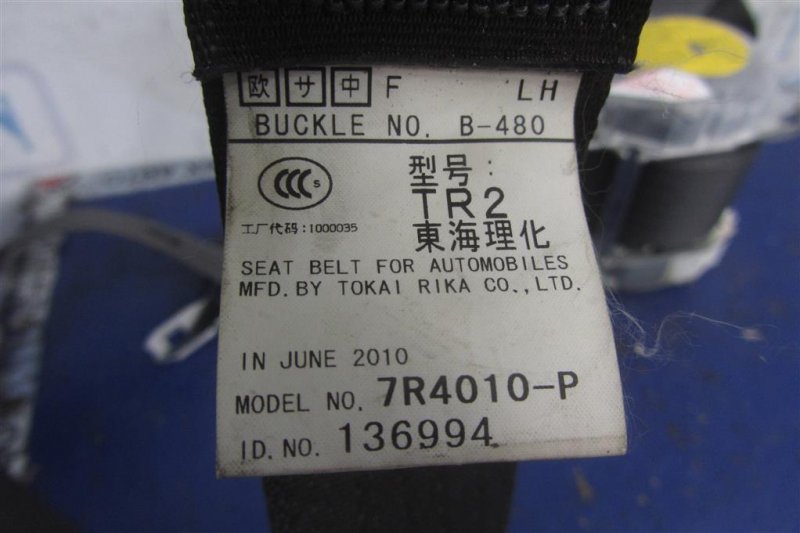 欧 サ 中 F LH
BUCKLE NO. B-480
CCC S
型号:
TR2
工厂代码:1000035
東海理化
SEAT BELT FOR AUTOMOBILES
MFD. BY TOKAI RIKA CO., LTD.
IN JUNE 2010
MODEL NO. 7R4010-P
ID. NO. 136994